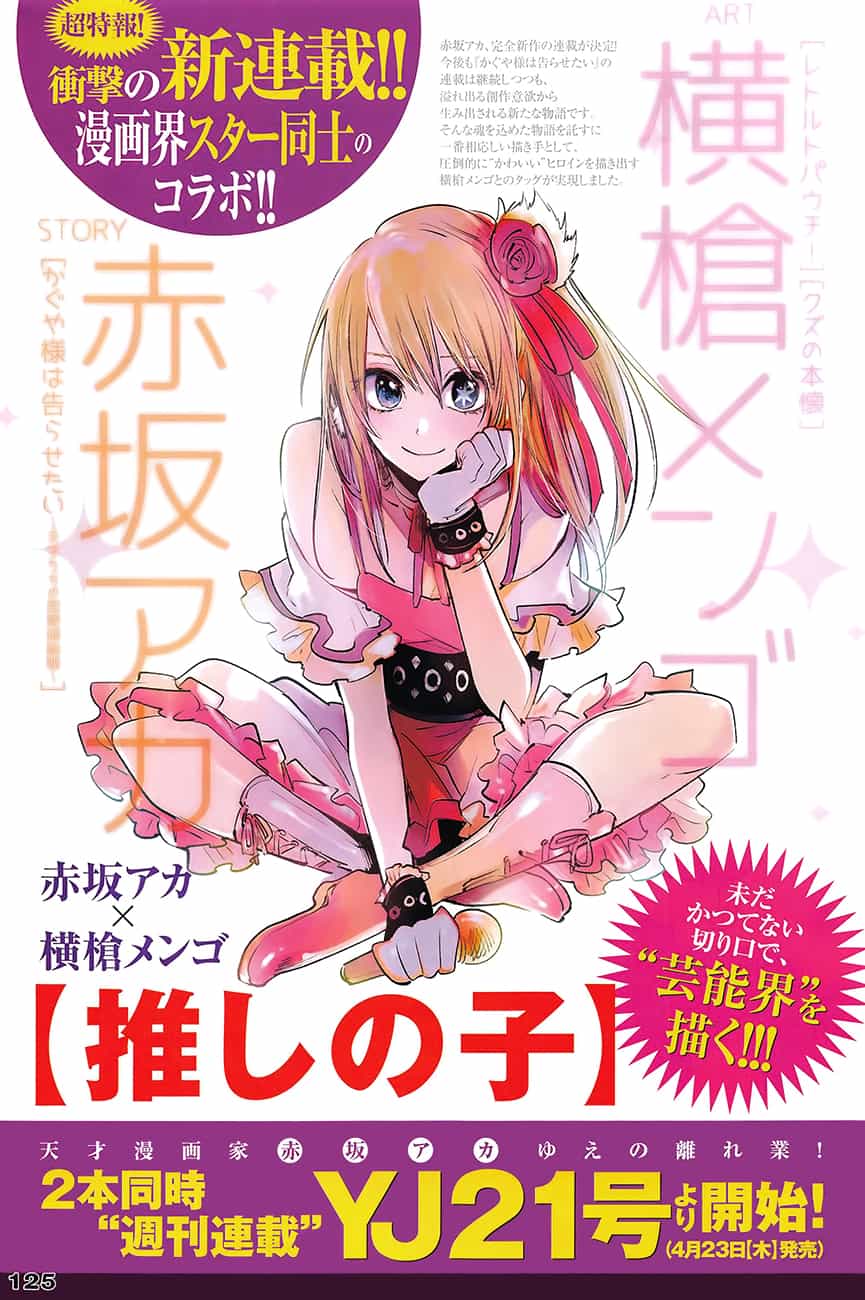 超特報!
衝撃の新連載!!
漫画界スター同士の
コラボ!!
赤坂アカ、完全新作の連載が決定!
今後も『かぐや様は告らせたい』の
連載は継続しつつも、
溢れ出る創作意欲から
生み出される新たな物語です。
そんな魂を込めた物語を託すに
一番相応しい描き手として、
圧倒的に“かわいい”ヒロインを描き出す
横槍メンゴとのタッグが実現しました。
ART
横槍メンゴ
[レトルトパウチ!][クズの本懐]
STORY
赤坂アカ
[かぐや様は告らせたい
赤坂アカ
×
横槍メンゴ
【推しの子】
未だ
かつてない
切り口で、
“芸能界”を
描く!!!
天才漫画家赤坂アカゆえの離れ業!
2本同時
“週刊連載”
YJ21号より開始!
(4月23日[木]発売)
125